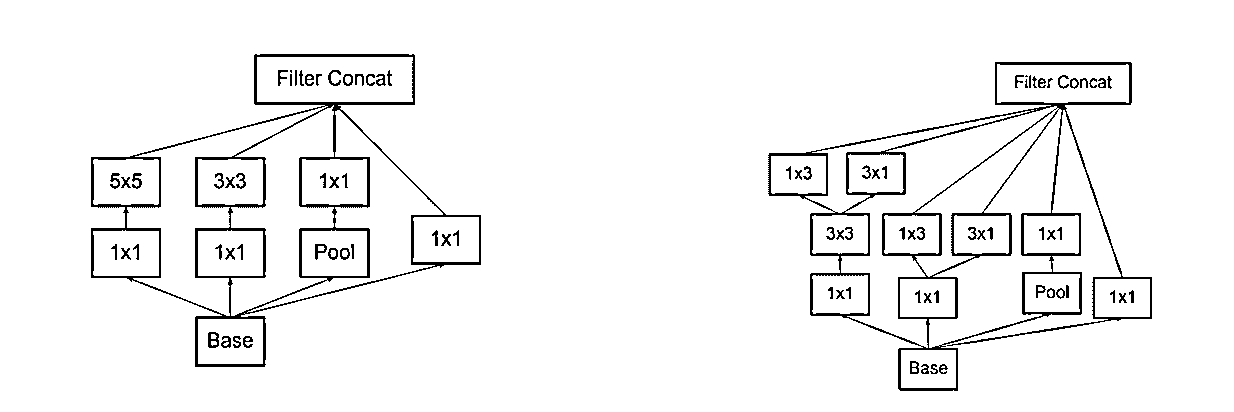 Filter Concat
5x5 3x3 1x1
1x1 1x1 Pool 1x1
Base
Filter Concat
1x3 3x1
3x3 1x3 3x1 1x1
1x1 1x1 Pool 1x1
Base